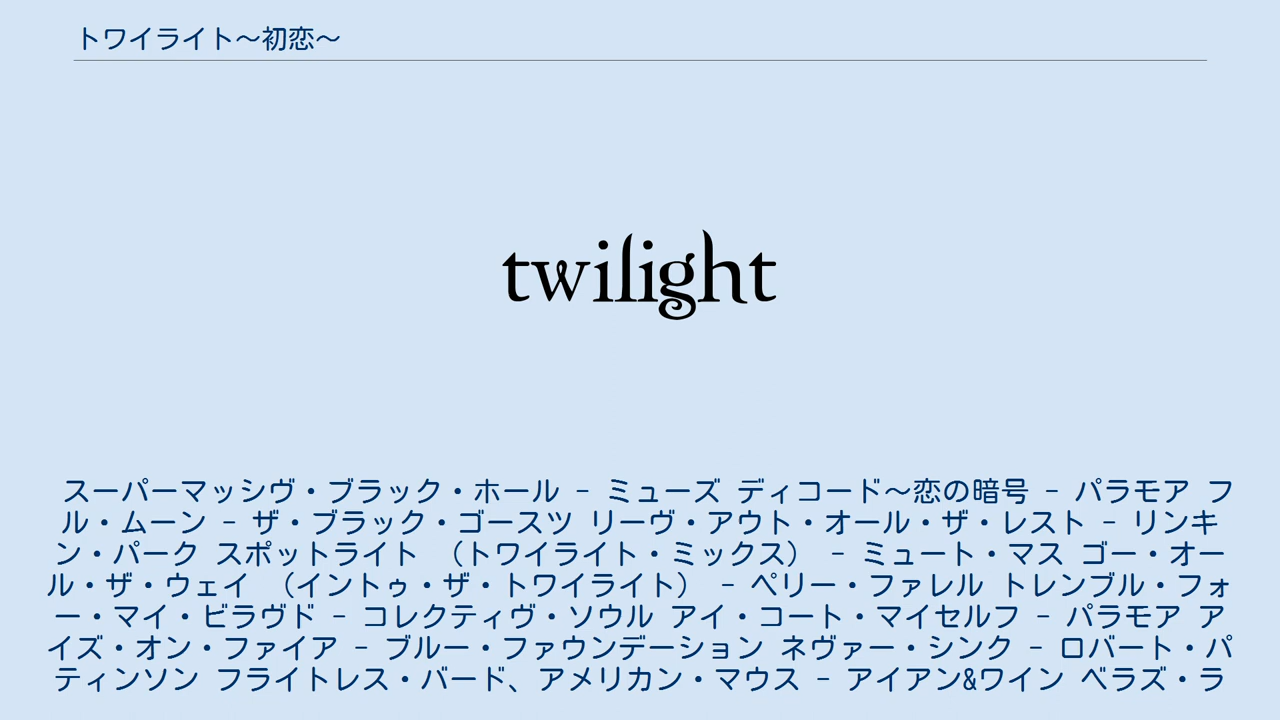 トワイライト〜初恋〜
twilight
スーパーマッシヴ・ブラック・ホール - ミューズ ディコード〜恋の暗号 - パラモア フ
ル・ムーン - ザ・ブラック・ゴースツ リーヴ・アウト・オール・ザ・レスト - リンキ
ン・パーク スポットライト （トワイライト・ミックス） - ミュート・マス ゴー・オー
ル・ザ・ウェイ （イントゥ・ザ・トワイライト） - ペリー・ファレル トレンブル・フォ
ー・マイ・ビラヴド - コレクティヴ・ソウル アイ・コート・マイセルフ - パラモア ア
イズ・オン・ファイア - ブルー・ファウンデーション ネヴァー・シンク - ロバート・パ
ティンソン フライトレス・バード、アメリカン・マウス - アイアン&ワイン ベラズ・ラ